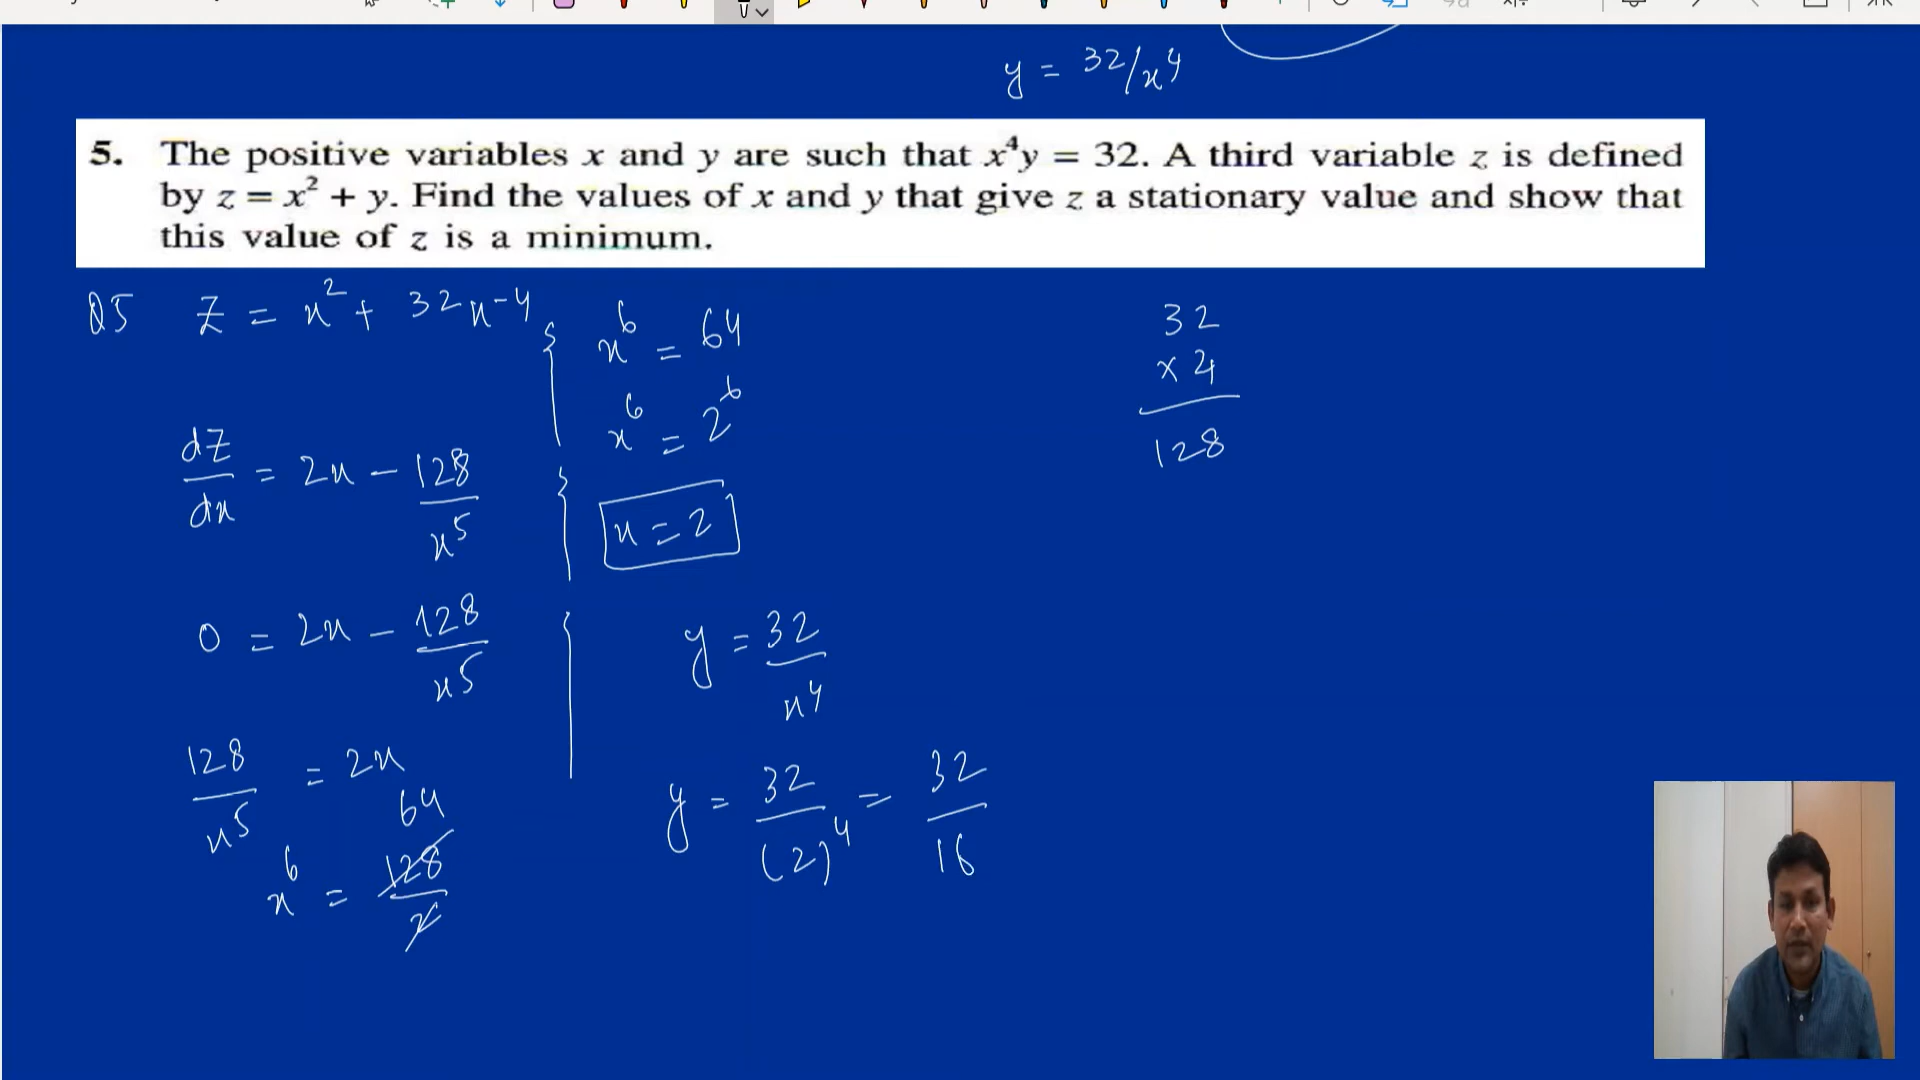 y = 32/x⁴
5. The positive variables x and y are such that x⁴y = 32. A third variable z is defined
by z = x² + y. Find the values of x and y that give z a stationary value and show that
this value of z is a minimum.
Q5 Z = x² + 32x⁻⁴
dz/dx = 2x − 128/x⁵
0 = 2x − 128/x⁵
128/x⁵ = 2x
64
x⁶ = 128/2
x⁶ = 64
x⁶ = 2⁶
x = 2
y = 32/x⁴
y = 32/(2)⁴ = 32/16
32
x 4
128